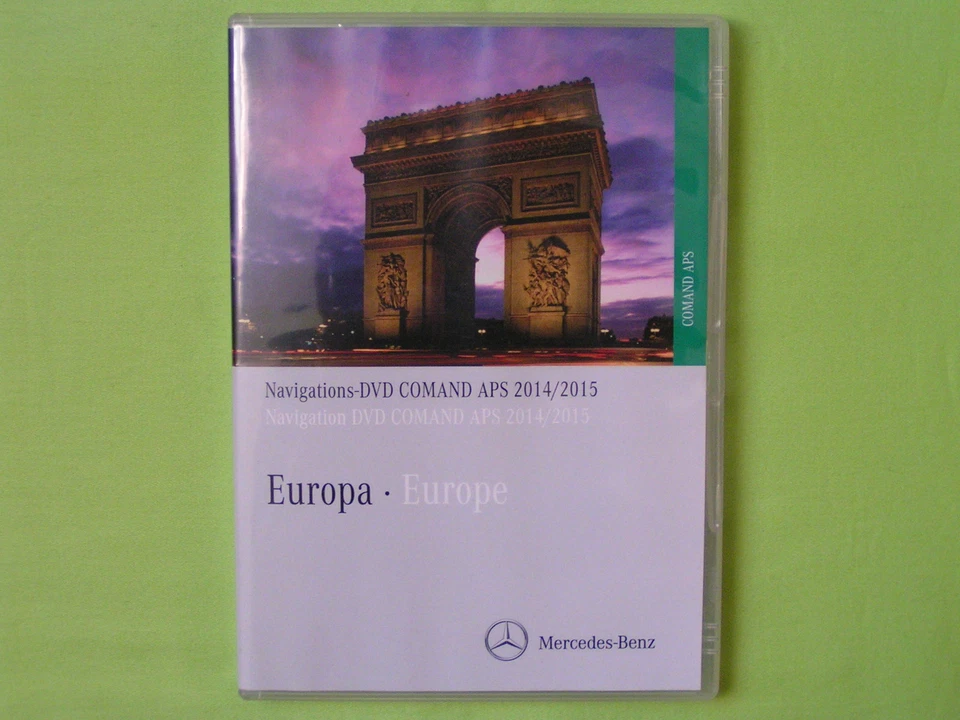 COMAND APS
Navigations-DVD COMAND APS 2014/2015
Navigation DVD COMAND APS 2014/2015
Europa · Europe
Mercedes-Benz